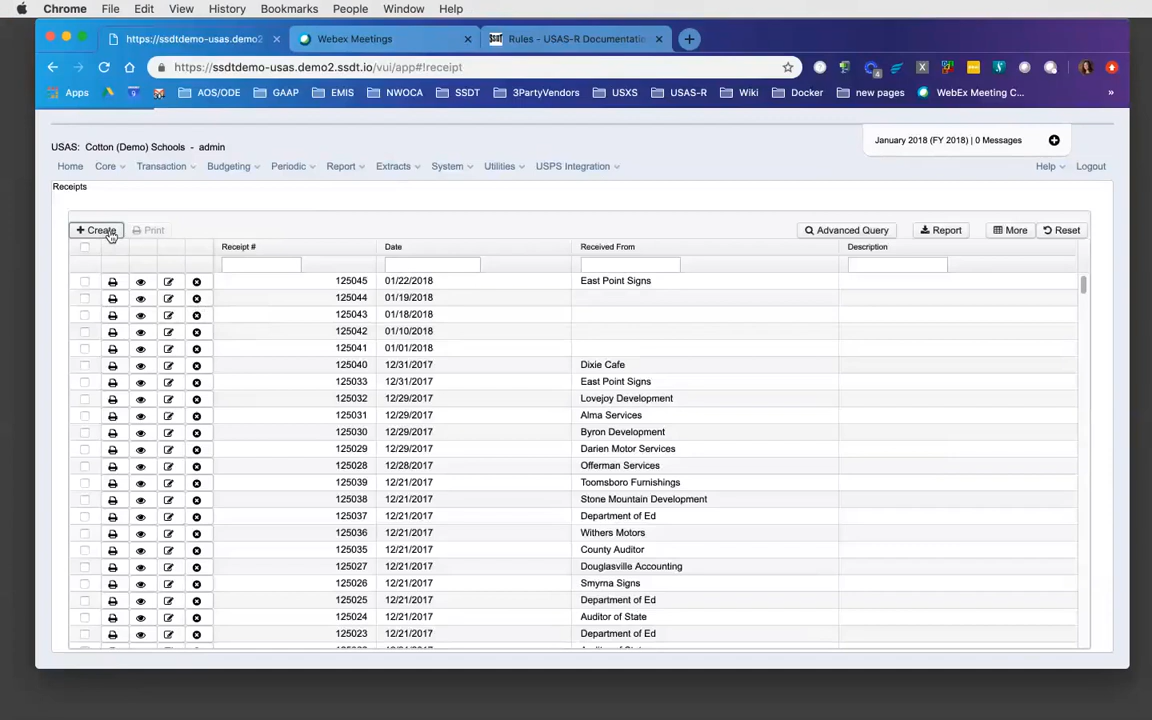 Chrome File Edit View History Bookmarks People Window Help
https://ssdtdemo-usas.demo2 Webex Meetings SSDT Rules - USAS-R Documentatio
https://ssdtdemo-usas.demo2.ssdt.io/vui/app#!receipt
Apps AOS/ODE GAAP EMIS NWOCA SSDT 3PartyVendors USXS USAS-R Wiki Docker new pages WebEx Meeting C... »
January 2018 (FY 2018) | 0 Messages
USAS: Cotton (Demo) Schools - admin
Home Core Transaction Budgeting Periodic Report Extracts System Utilities USPS Integration Help Logout
Receipts
Create Print Advanced Query Report More Reset
Receipt # Date Received From Description
125045 01/22/2018 East Point Signs
125044 01/19/2018
125043 01/18/2018
125042 01/10/2018
125041 01/01/2018
125040 12/31/2017 Dixie Cafe
125033 12/31/2017 East Point Signs
125032 12/29/2017 Lovejoy Development
125031 12/29/2017 Alma Services
125030 12/29/2017 Byron Development
125029 12/29/2017 Darien Motor Services
125028 12/28/2017 Offerman Services
125039 12/21/2017 Toomsboro Furnishings
125038 12/21/2017 Stone Mountain Development
125037 12/21/2017 Department of Ed
125036 12/21/2017 Withers Motors
125035 12/21/2017 County Auditor
125027 12/21/2017 Douglasville Accounting
125026 12/21/2017 Smyrna Signs
125025 12/21/2017 Department of Ed
125024 12/21/2017 Auditor of State
125023 12/21/2017 Department of Ed